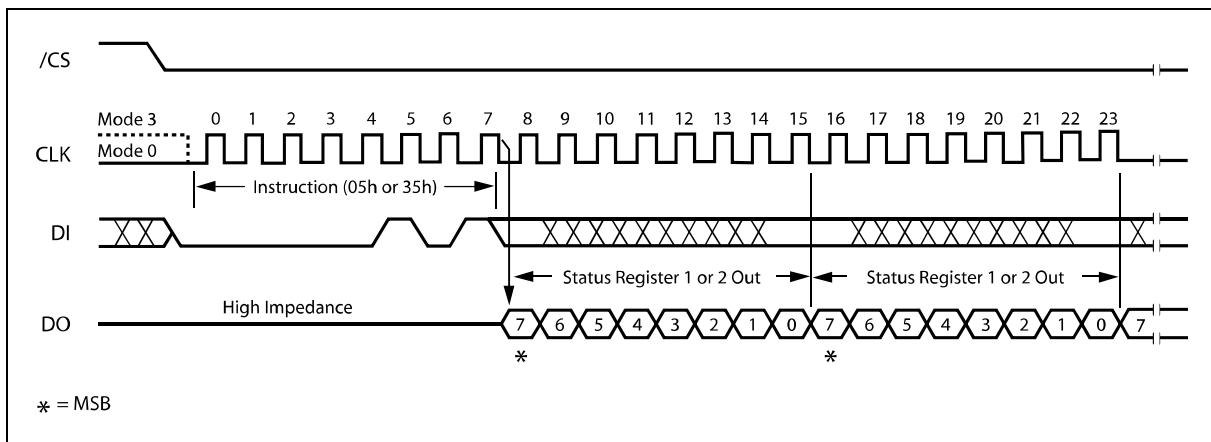 /CS
Mode 3
0 1 2 3 4 5 6 7 8 9 10 11 12 13 14 15 16 17 18 19 20 21 22 23
CLK
Mode 0
Instruction (05h or 35h)
DI
Status Register 1 or 2 Out Status Register 1 or 2 Out
High Impedance
DO
7 6 5 4 3 2 1 0 7 6 5 4 3 2 1 0 7
* *
* = MSB